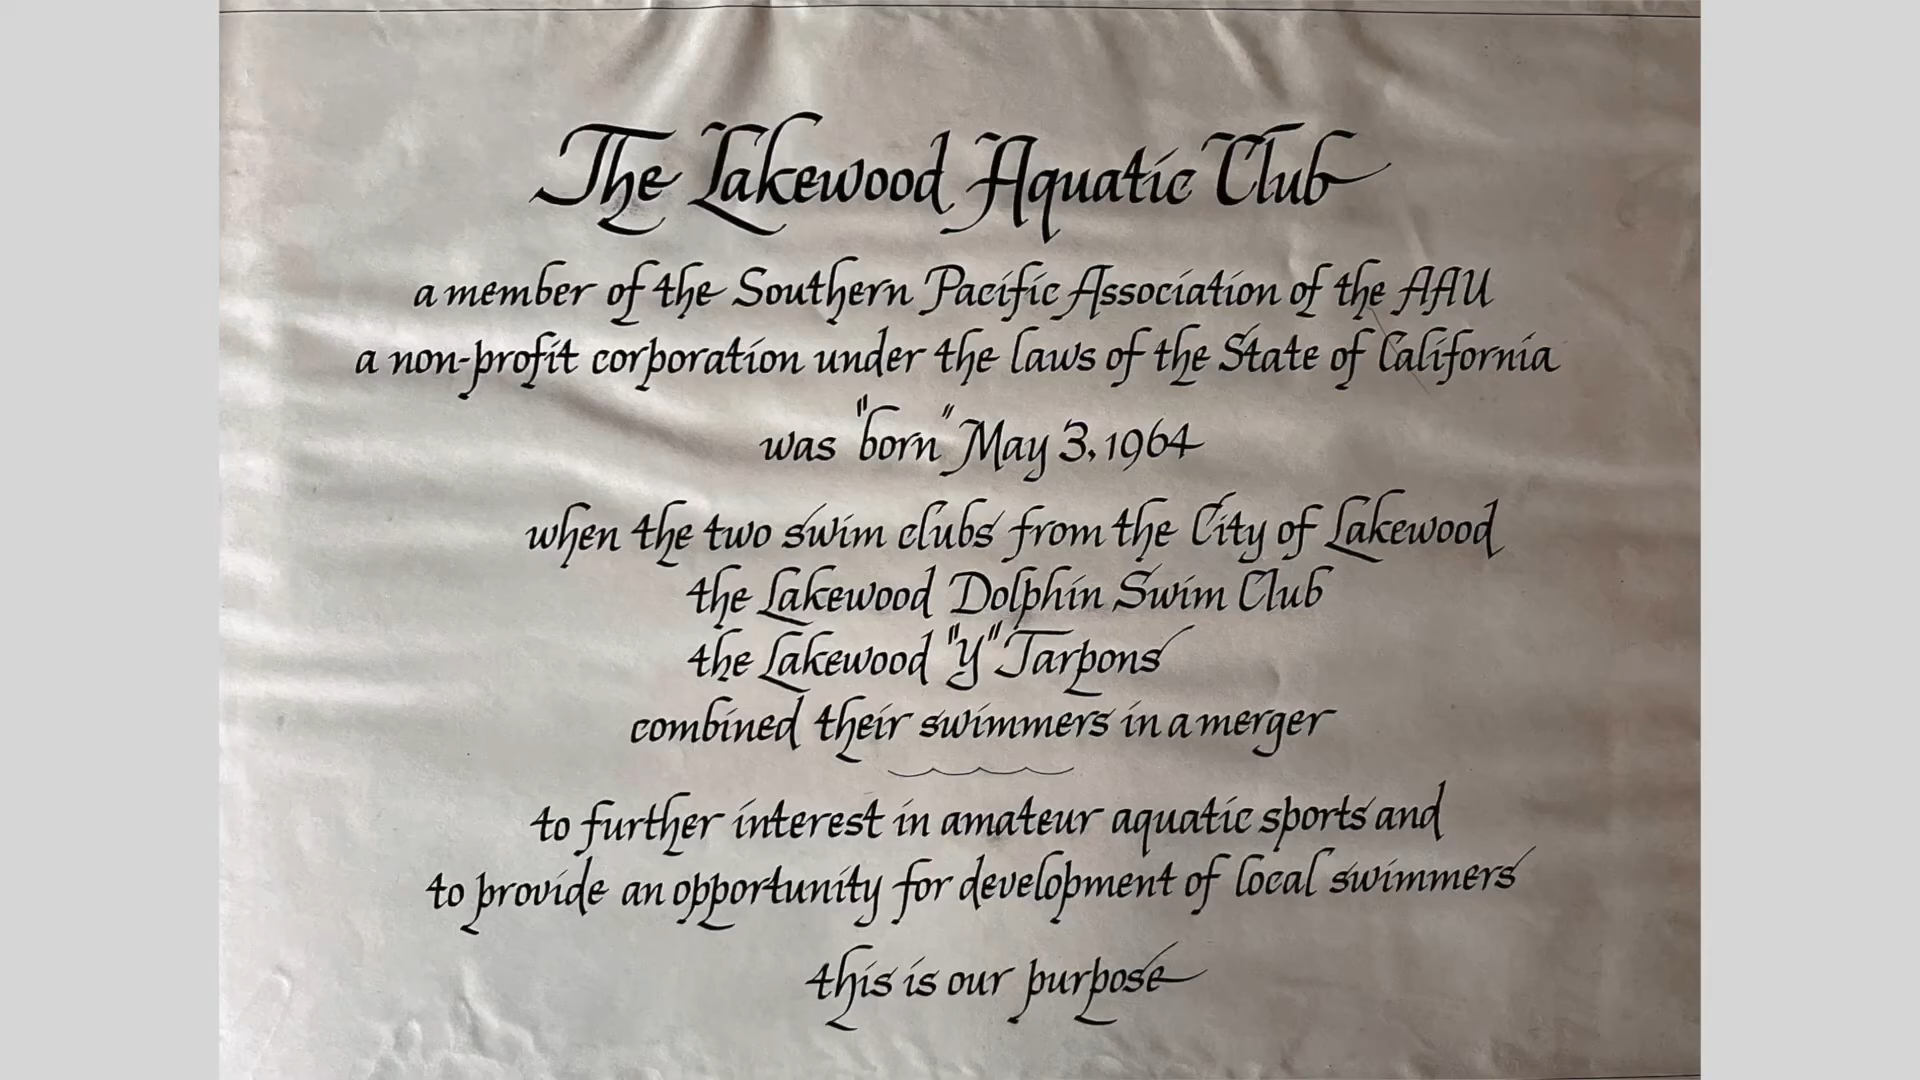 The Lakewood Aquatic Club
a member of the Southern Pacific Association of the AAU
a non-profit corporation under the laws of the State of California
was "born" May 3, 1964
when the two swim clubs from the City of Lakewood
the Lakewood Dolphin Swim Club
the Lakewood "Y" Tarpons
combined their swimmers in a merger
to further interest in amateur aquatic sports and
to provide an opportunity for development of local swimmers
this is our purpose